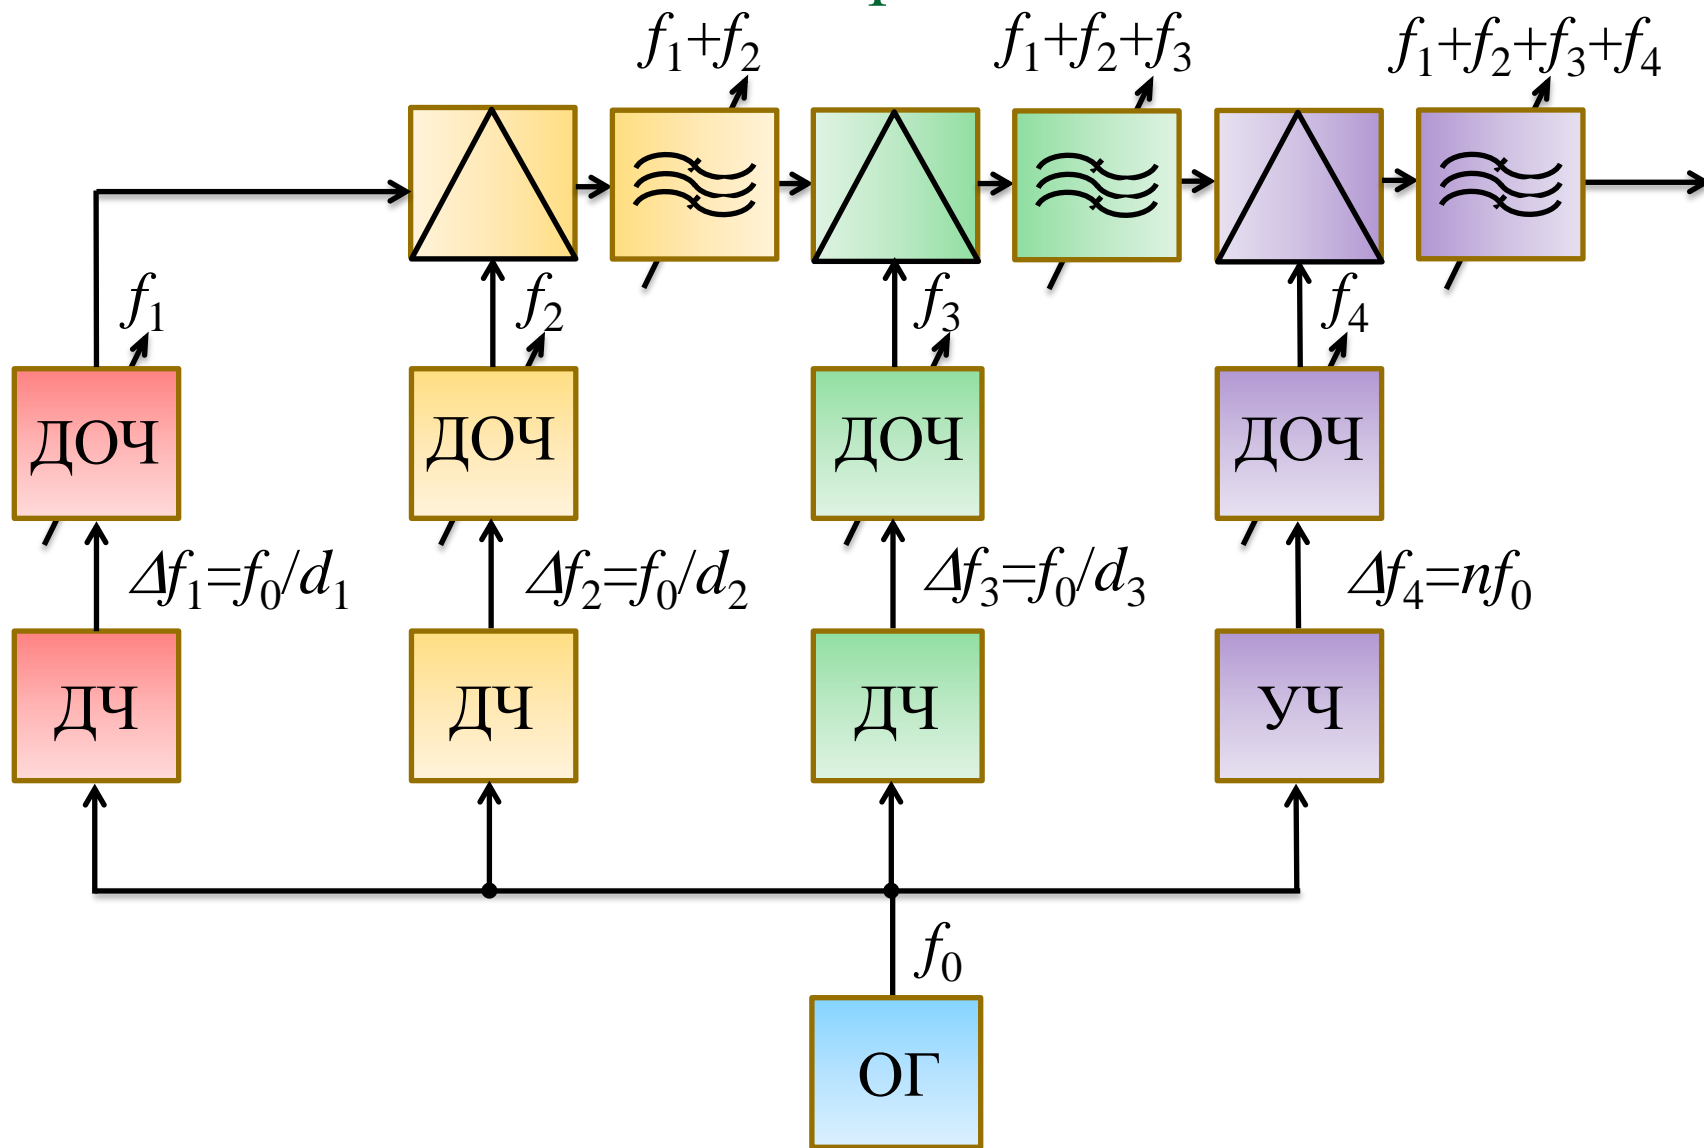 f₁+f₂
f₁+f₂+f₃
f₁+f₂+f₃+f₄
f₁
f₂
f₃
f₄
ДОЧ
ДОЧ
ДОЧ
ДОЧ
Δf₁=f₀/d₁
Δf₂=f₀/d₂
Δf₃=f₀/d₃
Δf₄=nf₀
ДЧ
ДЧ
ДЧ
УЧ
f₀
ОГ